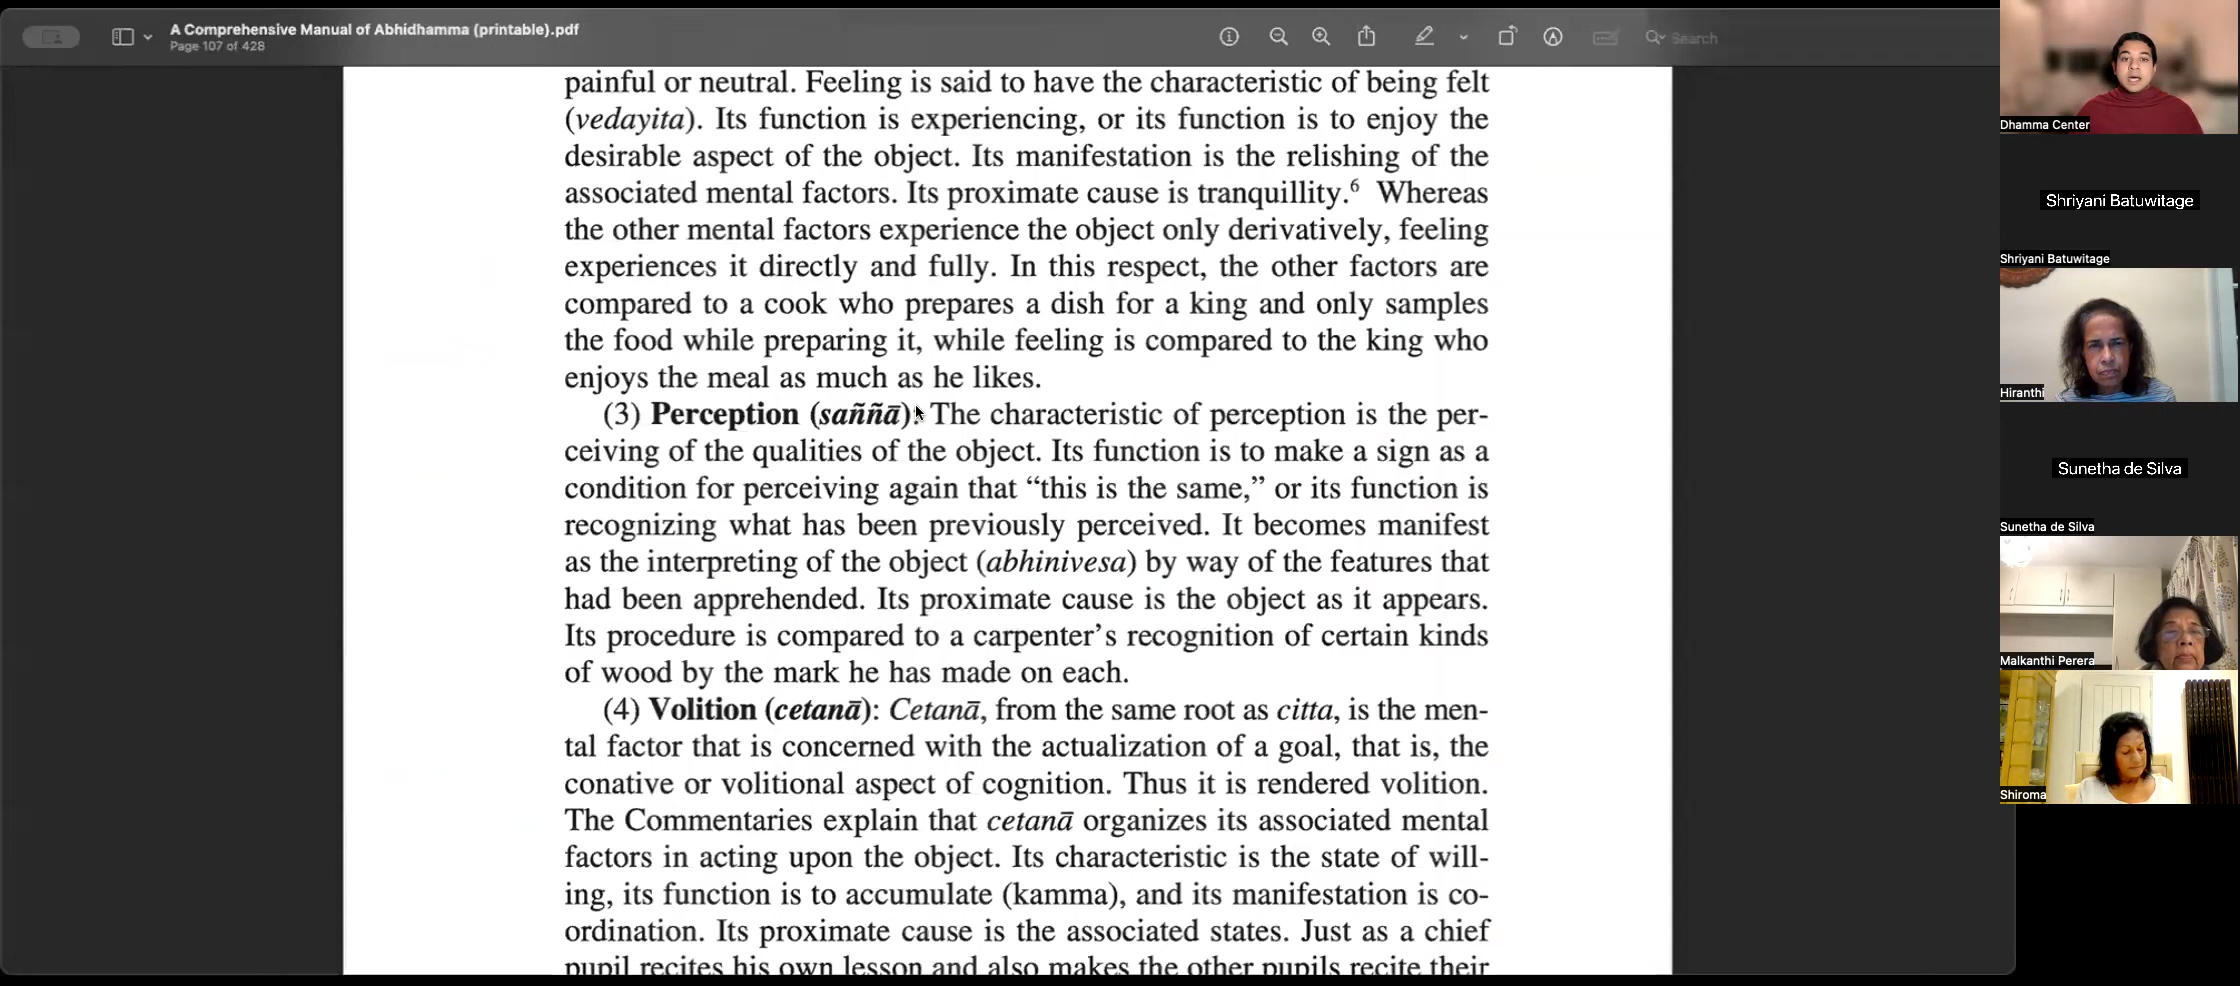 A Comprehensive Manual of Abhidhamma (printable).pdf
Page 107 of 428
Search
painful or neutral. Feeling is said to have the characteristic of being felt
(vedayita). Its function is experiencing, or its function is to enjoy the
desirable aspect of the object. Its manifestation is the relishing of the
associated mental factors. Its proximate cause is tranquillity.6 Whereas
the other mental factors experience the object only derivatively, feeling
experiences it directly and fully. In this respect, the other factors are
compared to a cook who prepares a dish for a king and only samples
the food while preparing it, while feeling is compared to the king who
enjoys the meal as much as he likes.
(3) Perception (saññā): The characteristic of perception is the per-
ceiving of the qualities of the object. Its function is to make a sign as a
condition for perceiving again that “this is the same,” or its function is
recognizing what has been previously perceived. It becomes manifest
as the interpreting of the object (abhinivesa) by way of the features that
had been apprehended. Its proximate cause is the object as it appears.
Its procedure is compared to a carpenter’s recognition of certain kinds
of wood by the mark he has made on each.
(4) Volition (cetanā): Cetanā, from the same root as citta, is the men-
tal factor that is concerned with the actualization of a goal, that is, the
conative or volitional aspect of cognition. Thus it is rendered volition.
The Commentaries explain that cetanā organizes its associated mental
factors in acting upon the object. Its characteristic is the state of will-
ing, its function is to accumulate (kamma), and its manifestation is co-
ordination. Its proximate cause is the associated states. Just as a chief
pupil recites his own lesson and also makes the other pupils recite their
Dhamma Center
Shriyani Batuwitage
Shriyani Batuwitage
Hiranthi
Sunetha de Silva
Sunetha de Silva
Malkanthi Perera
Shiroma